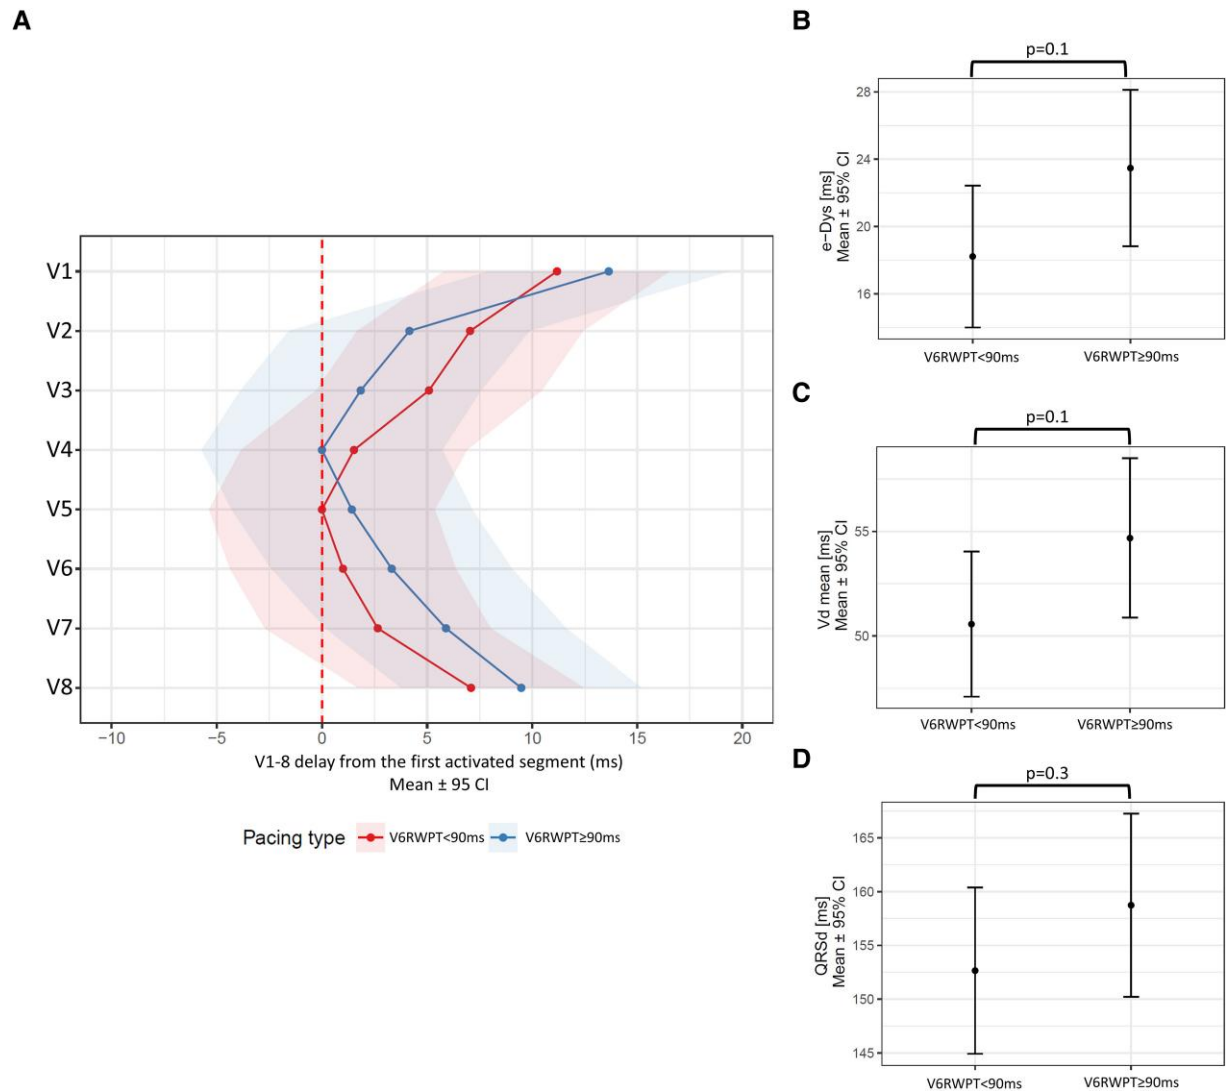 A
V1
V2
V3
V4
V5
V6
V7
V8
−10 −5 0 5 10 15 20
V1-8 delay from the first activated segment (ms)
Mean ± 95 CI
Pacing type V6RWPT<90ms V6RWPT≥90ms
B
p=0.1
28
24
20
16
e−Dys [ms]
Mean ± 95% CI
V6RWPT<90ms V6RWPT≥90ms
C
p=0.1
55
50
Vd mean [ms]
Mean ± 95% CI
V6RWPT<90ms V6RWPT≥90ms
D
p=0.3
165
160
155
150
145
QRSd [ms]
Mean ± 95% CI
V6RWPT<90ms V6RWPT≥90ms